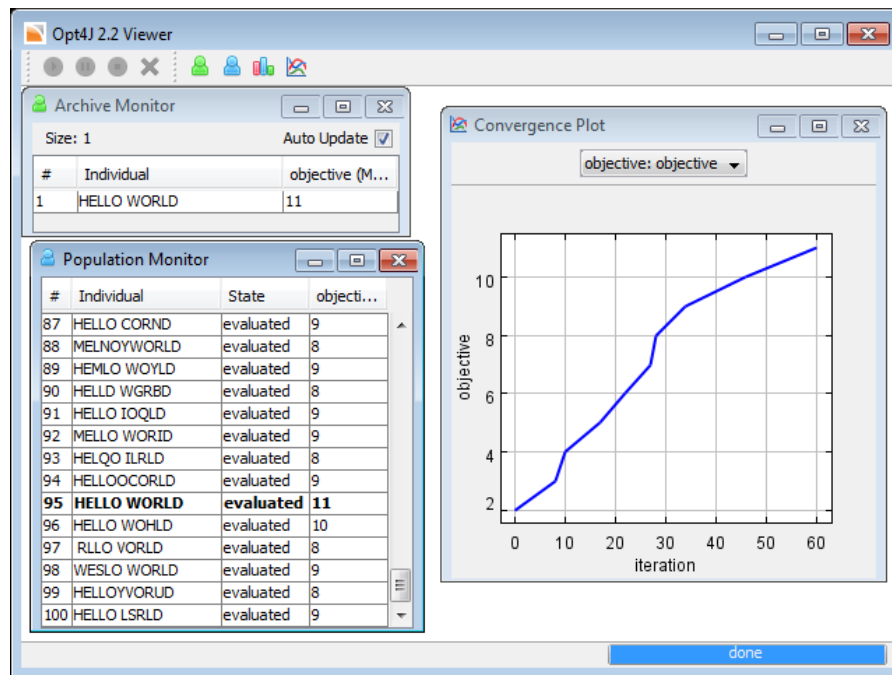 Opt4J 2.2 Viewer
Archive Monitor
Size: 1 Auto Update
# Individual objective (M...
1 HELLO WORLD 11
Population Monitor
# Individual State objecti...
87 HELLO CORND evaluated 9
88 MELNOYWORLD evaluated 8
89 HEMLO WOYLD evaluated 9
90 HELLD WGRBD evaluated 8
91 HELLO IOQLD evaluated 9
92 MELLO WORID evaluated 9
93 HELQO ILRLD evaluated 8
94 HELLOOCORLD evaluated 9
95 HELLO WORLD evaluated 11
96 HELLO WOHLD evaluated 10
97 RLLO VORLD evaluated 8
98 WESLO WORLD evaluated 9
99 HELLOYVORUD evaluated 8
100 HELLO LSRLD evaluated 9
Convergence Plot
objective: objective
10
8
6
4
2
objective
0 10 20 30 40 50 60
iteration
done